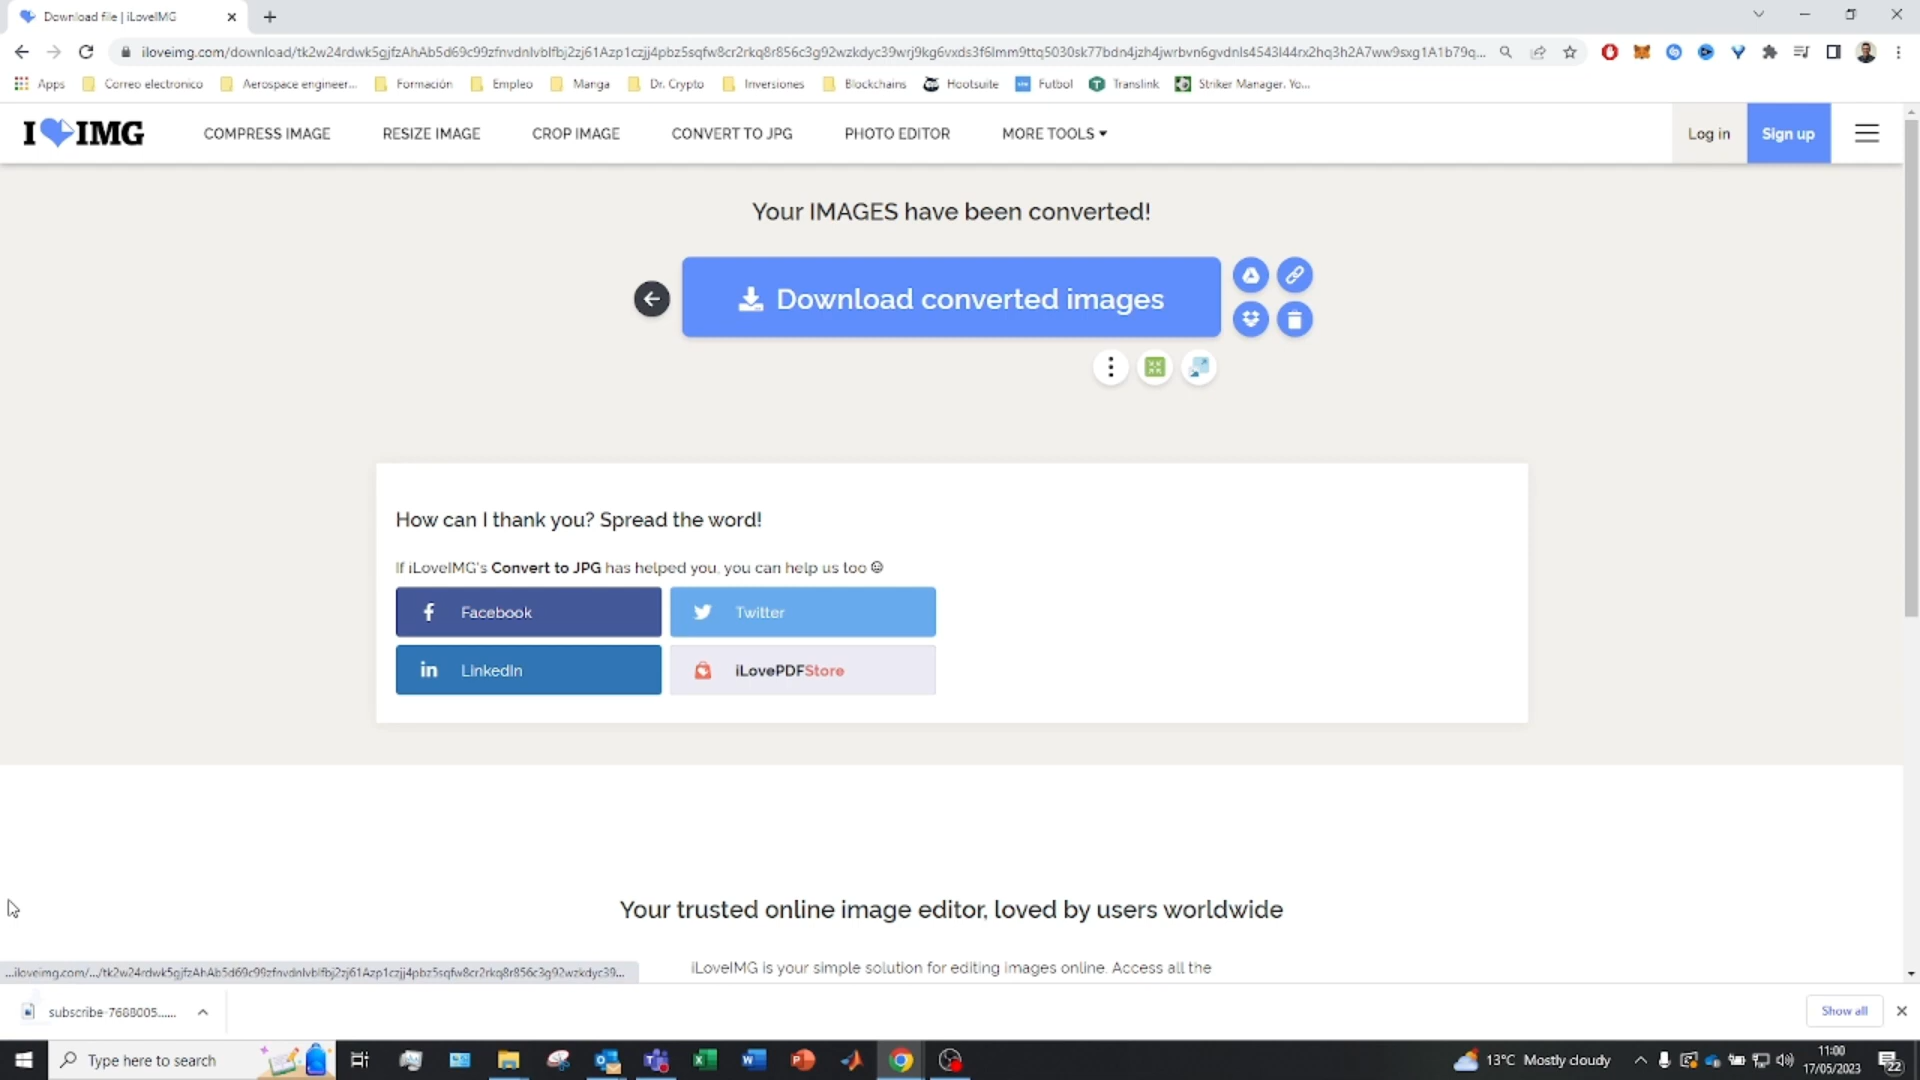 Download file | iLoveIMG
Apps
Correo electronico
Aerospace engineer...
Formación
Empleo
Manga
Dr. Crypto
Inversiones
Blockchains
Hootsuite
Futbol
Translink
Striker Manager. Yo...
I IMG
COMPRESS IMAGE
RESIZE IMAGE
CROP IMAGE
CONVERT TO JPG
PHOTO EDITOR
MORE TOOLS
Log in
Sign up
Your IMAGES have been converted!
Download converted images
How can I thank you? Spread the word!
If iLoveIMG's Convert to JPG has helped you, you can help us too
Facebook
Twitter
LinkedIn
iLovePDFStore
Your trusted online image editor, loved by users worldwide
iLoveIMG is your simple solution for editing images online. Access all the
subscribe-7688005......
Show all
Type here to search
13°C Mostly cloudy
11:00
17/05/2023
22